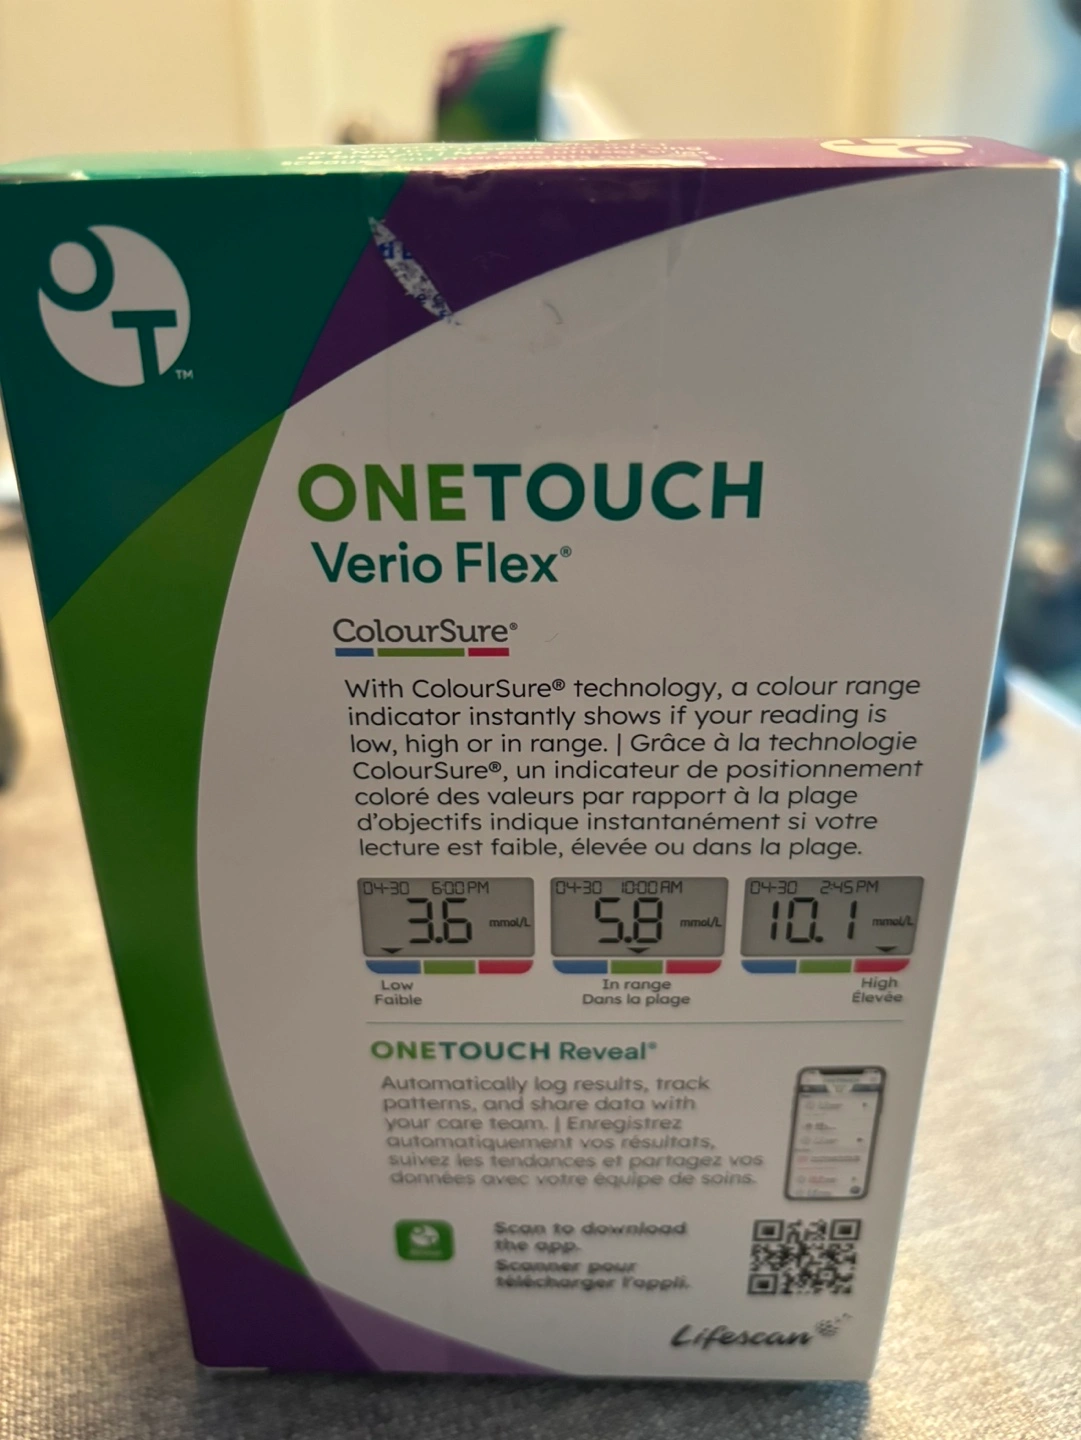 OT™
ONETOUCH
Verio Flex®
ColourSure®
With ColourSure® technology, a colour range
indicator instantly shows if your reading is
low, high or in range. | Grâce à la technologie
ColourSure®, un indicateur de positionnement
coloré des valeurs par rapport à la plage
d'objectifs indique instantanément si votre
lecture est faible, élevée ou dans la plage.
04-30 6:00 PM
3.6 mmol/L
04-30 10:00 AM
5.8 mmol/L
04-30 2:45 PM
10.1 mmol/L
Low
Faible
In range
Dans la plage
High
Élevée
ONETOUCH Reveal®
Automatically log results, track
patterns, and share data with
your care team. | Enregistrez
automatiquement vos résultats,
suivez les tendances et partagez vos
données avec votre équipe de soins.
Scan to download
the app.
Scanner pour
télécharger l'appli.
Lifescan